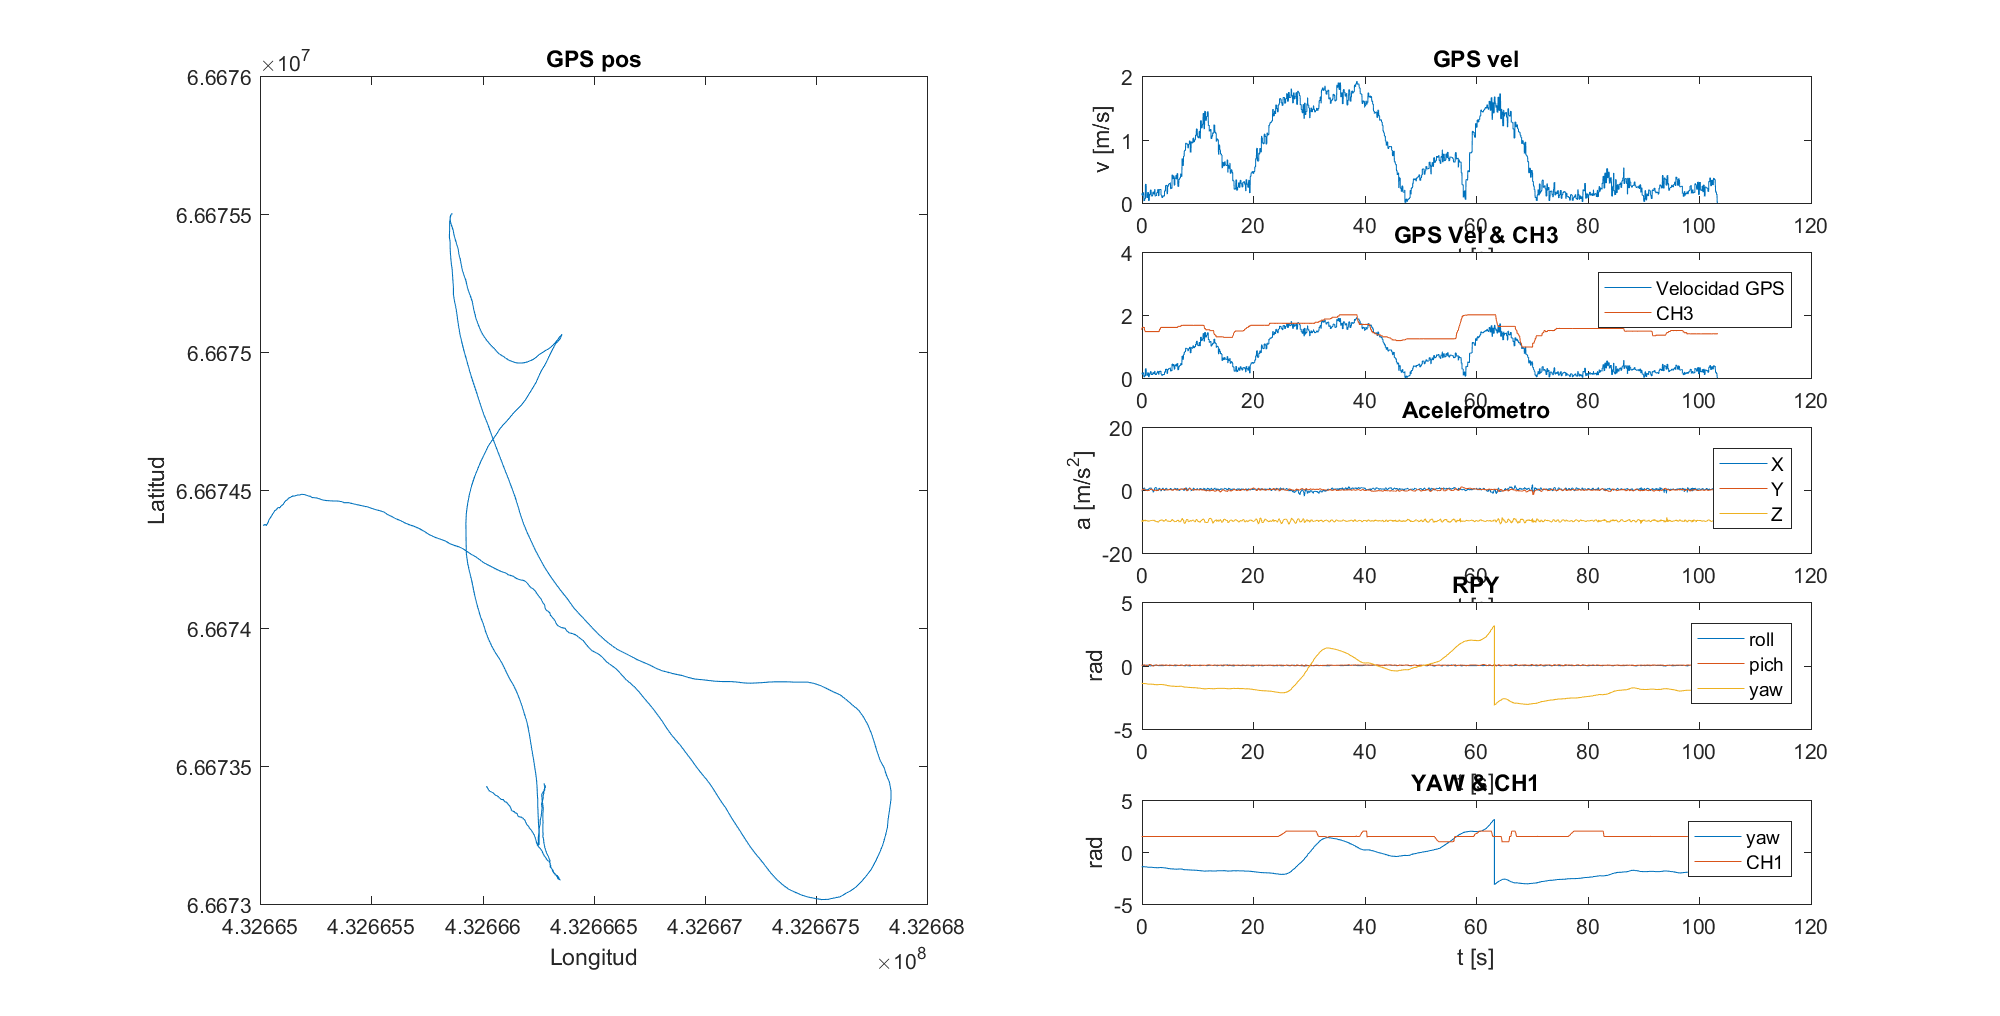 GPS pos
×10^7
6.6676
6.66755
6.6675
6.66745
6.6674
6.66735
6.6673
Latitud
4.32665 4.326655 4.32666 4.326665 4.32667 4.326675 4.32668
Longitud
×10^8
GPS vel
v [m/s]
2
1
0
0 20 40 60 80 100 120
GPS Vel & CH3
4
2
0
Velocidad GPS
CH3
0 20 40 60 80 100 120
Acelerometro
a [m/s^2]
20
0
-20
X
Y
Z
0 20 40 60 80 100 120
RPY
rad
5
0
-5
roll
pich
yaw
0 20 40 60 80 100 120
YAW & CH1
rad
5
0
-5
yaw
CH1
0 20 40 60 80 100 120
t [s]